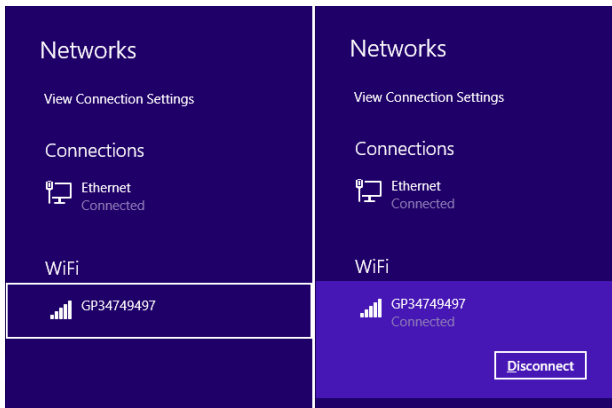 Networks
View Connection Settings
Connections
Ethernet
Connected
WiFi
GP34749497
Networks
View Connection Settings
Connections
Ethernet
Connected
WiFi
GP34749497
Connected
Disconnect